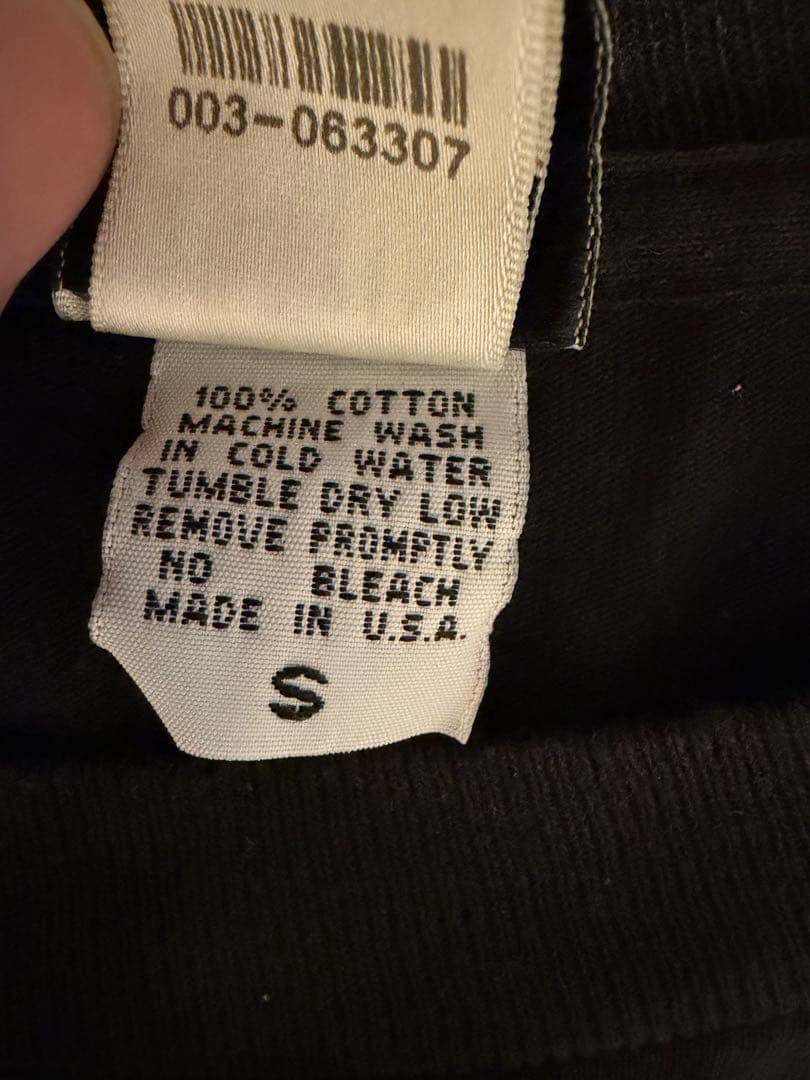 003-063307
100% COTTON
MACHINE WASH
IN COLD WATER
TUMBLE DRY LOW
REMOVE PROMPTLY
NO BLEACH
MADE IN U.S.A.
S